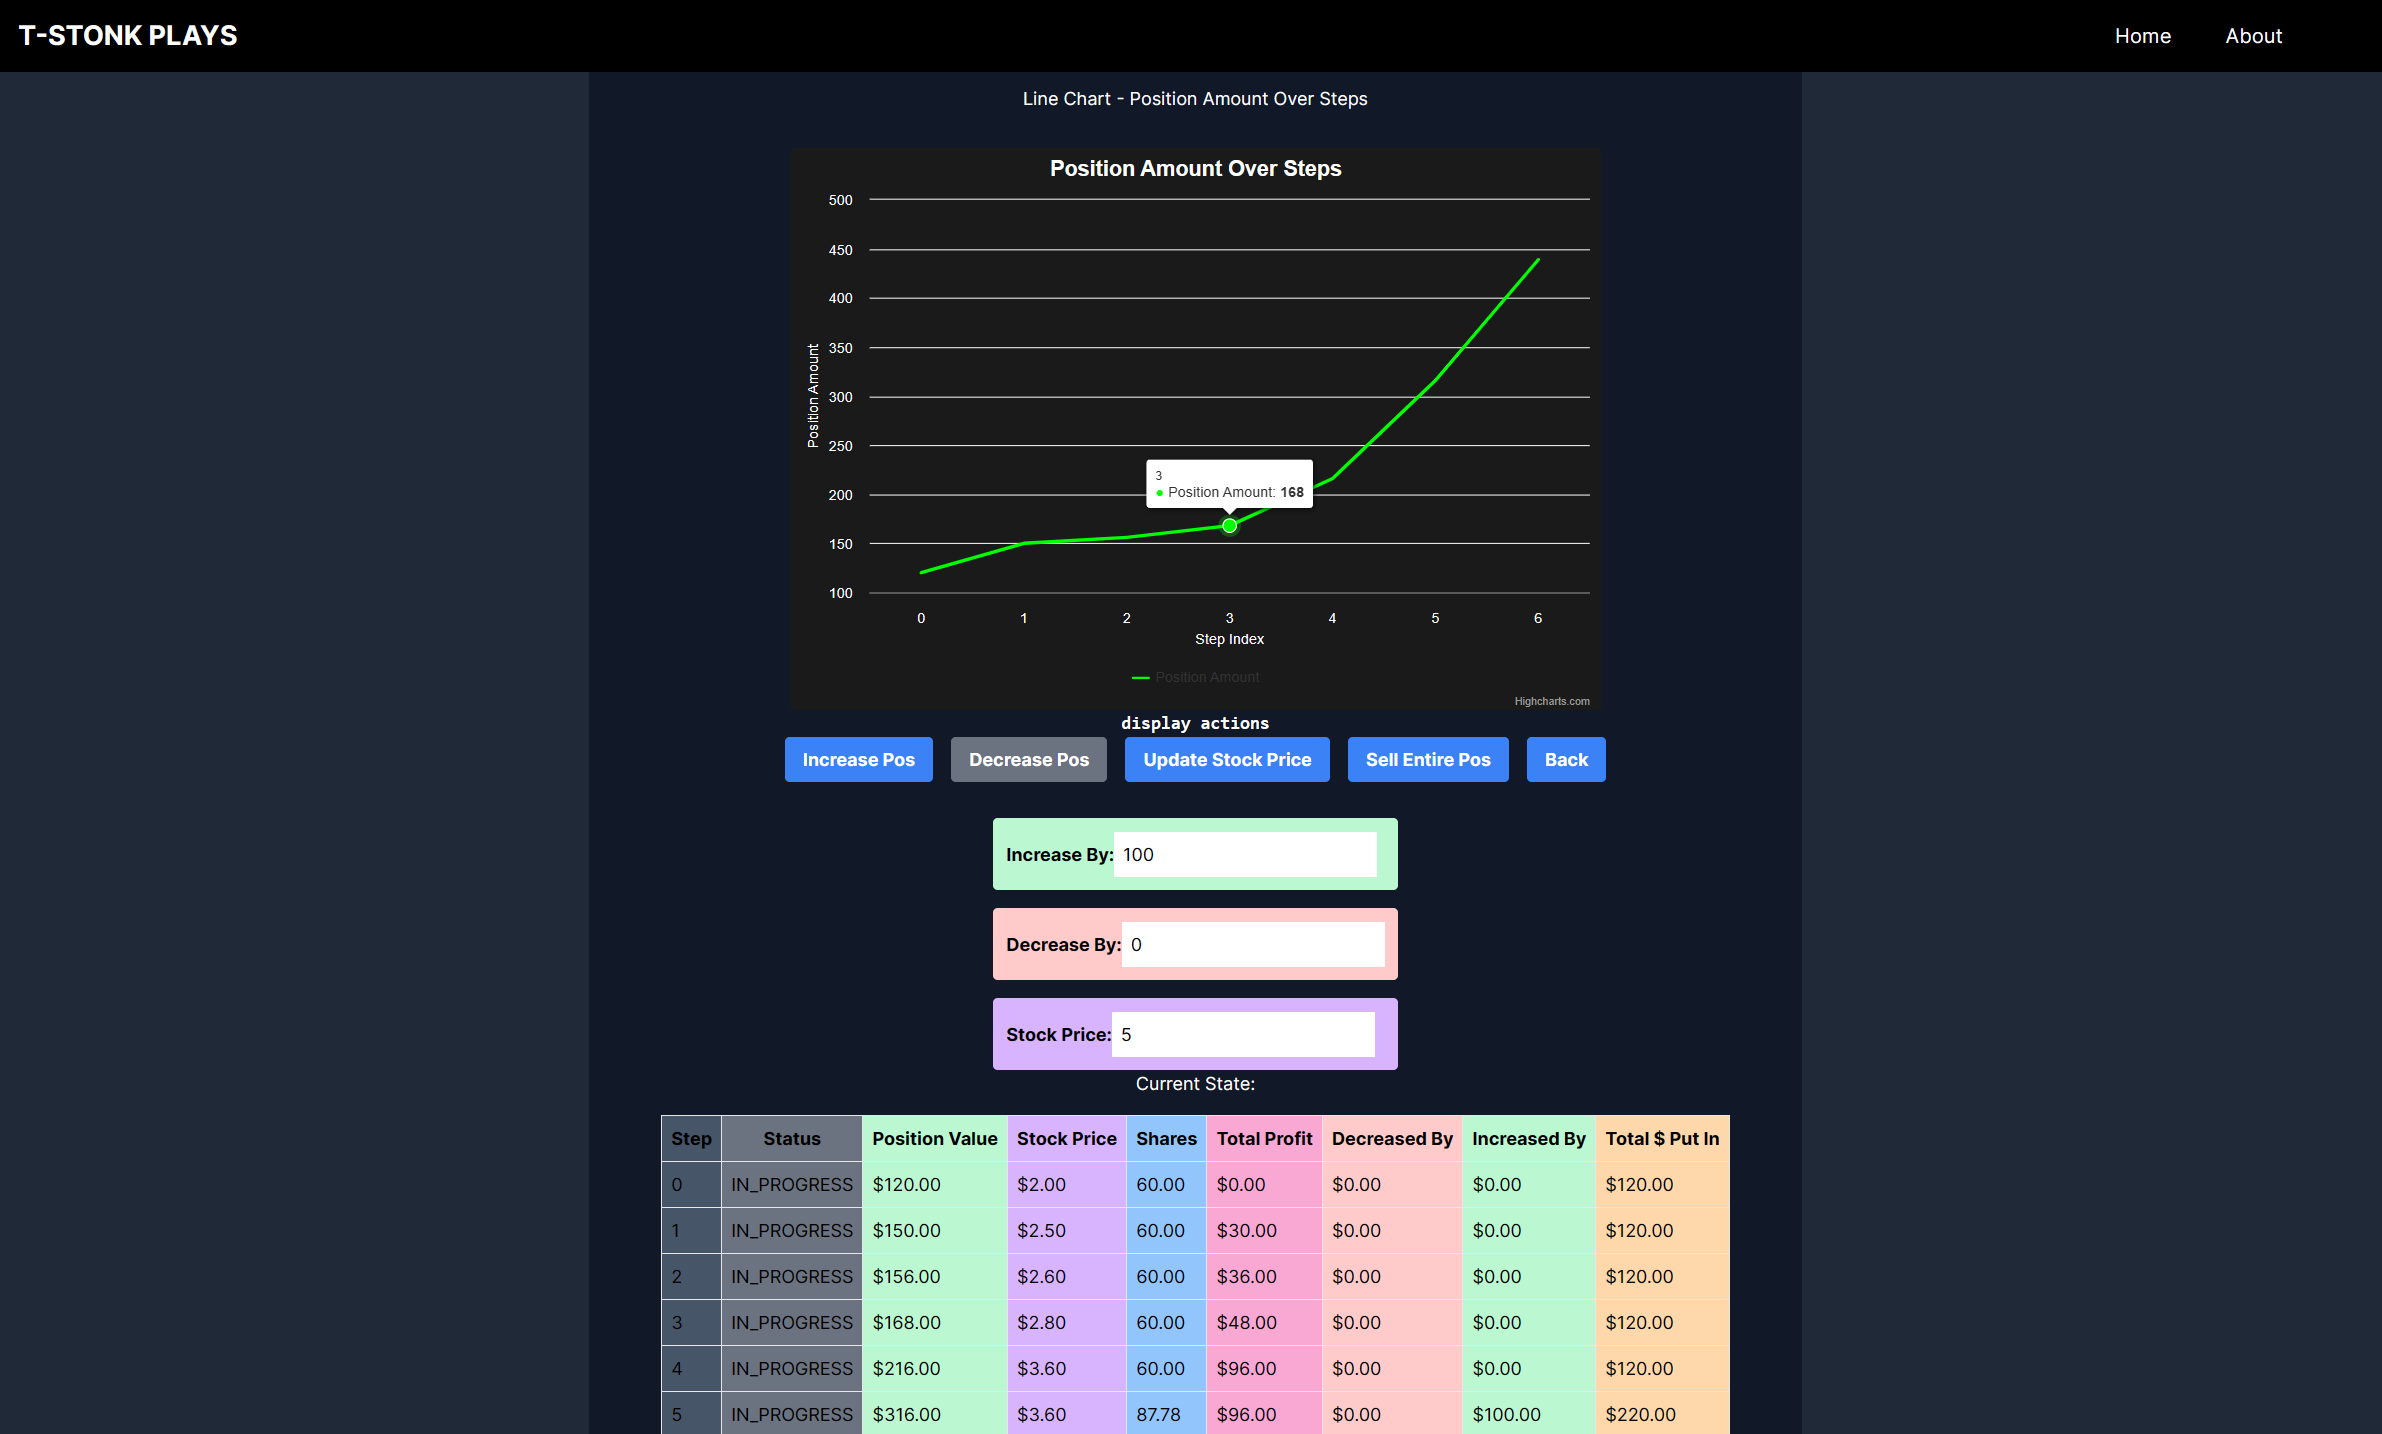 T-STONK PLAYS Home About
Line Chart - Position Amount Over Steps
Position Amount Over Steps
500
450
400
350
300
250
200
150
100
Position Amount
3
Position Amount: 168
0 1 2 3 4 5 6
Step Index
Position Amount
Highcharts.com
display actions
Increase Pos Decrease Pos Update Stock Price Sell Entire Pos Back
Increase By: 100
Decrease By: 0
Stock Price: 5
Current State:
Step Status Position Value Stock Price Shares Total Profit Decreased By Increased By Total $ Put In
0 IN_PROGRESS $120.00 $2.00 60.00 $0.00 $0.00 $0.00 $120.00
1 IN_PROGRESS $150.00 $2.50 60.00 $30.00 $0.00 $0.00 $120.00
2 IN_PROGRESS $156.00 $2.60 60.00 $36.00 $0.00 $0.00 $120.00
3 IN_PROGRESS $168.00 $2.80 60.00 $48.00 $0.00 $0.00 $120.00
4 IN_PROGRESS $216.00 $3.60 60.00 $96.00 $0.00 $0.00 $120.00
5 IN_PROGRESS $316.00 $3.60 87.78 $96.00 $0.00 $100.00 $220.00